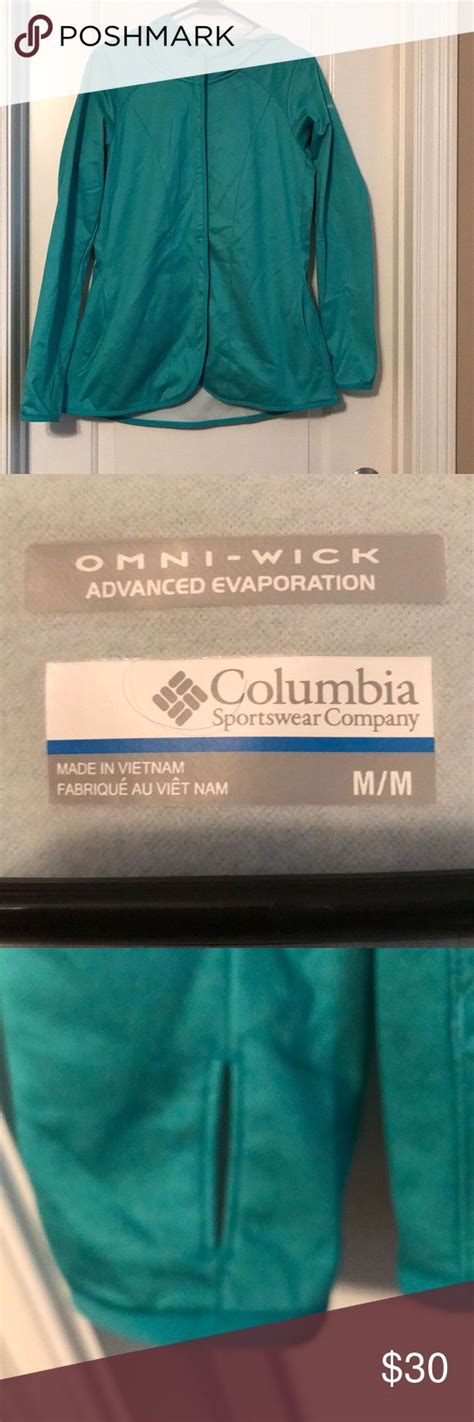 POSHMARK
OMNI-WICK
ADVANCED EVAPORATION
Columbia
Sportswear Company
MADE IN VIETNAM
FABRIQUÉ AU VIÊT NAM
M/M
$30